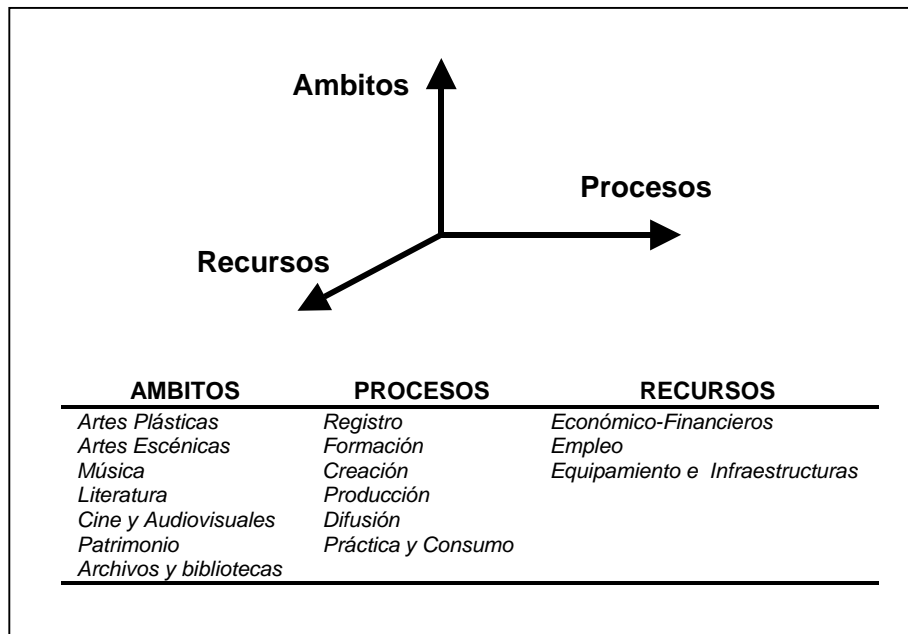 Ambitos
Procesos
Recursos
AMBITOS PROCESOS RECURSOS
Artes Plásticas Registro Económico-Financieros
Artes Escénicas Formación Empleo
Música Creación Equipamiento e Infraestructuras
Literatura Producción
Cine y Audiovisuales Difusión
Patrimonio Práctica y Consumo
Archivos y bibliotecas